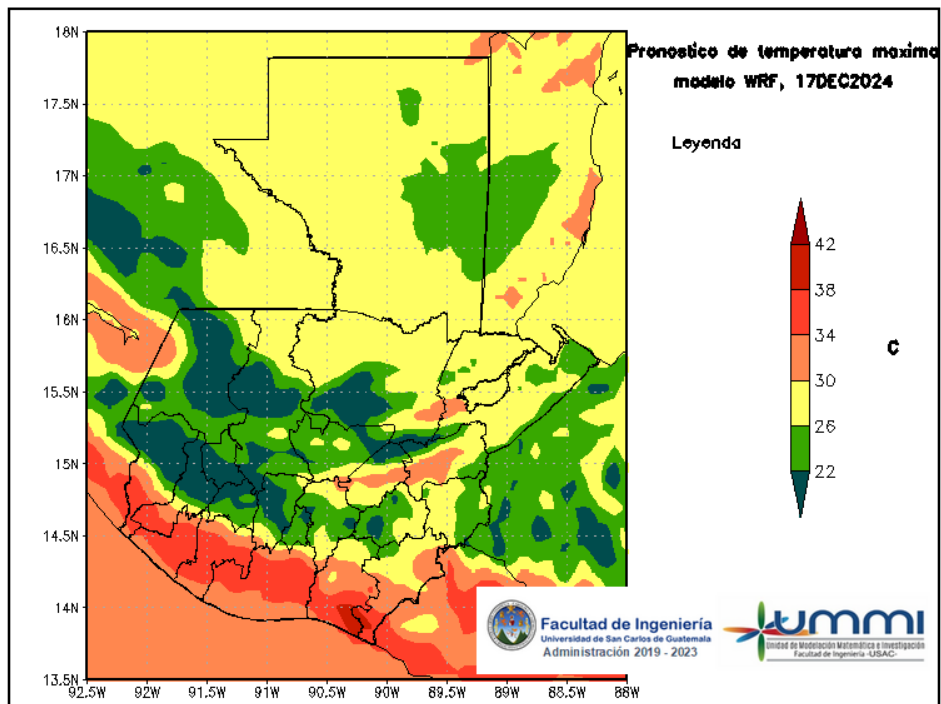 Pronostico de temperatura maxima
modelo WRF, 17DEC2024
Leyenda
18N
17.5N
17N
16.5N
16N
15.5N
15N
14.5N
14N
13.5N
92.5W 92W 91.5W 91W 90.5W 90W 89.5W 89W 88.5W 88W
42
38
34
30
26
22
C
Facultad de Ingeniería
Universidad de San Carlos de Guatemala
Administración 2019 - 2023
UMMI
Unidad de Modelación Matemática e Investigación
Facultad de Ingeniería -USAC-